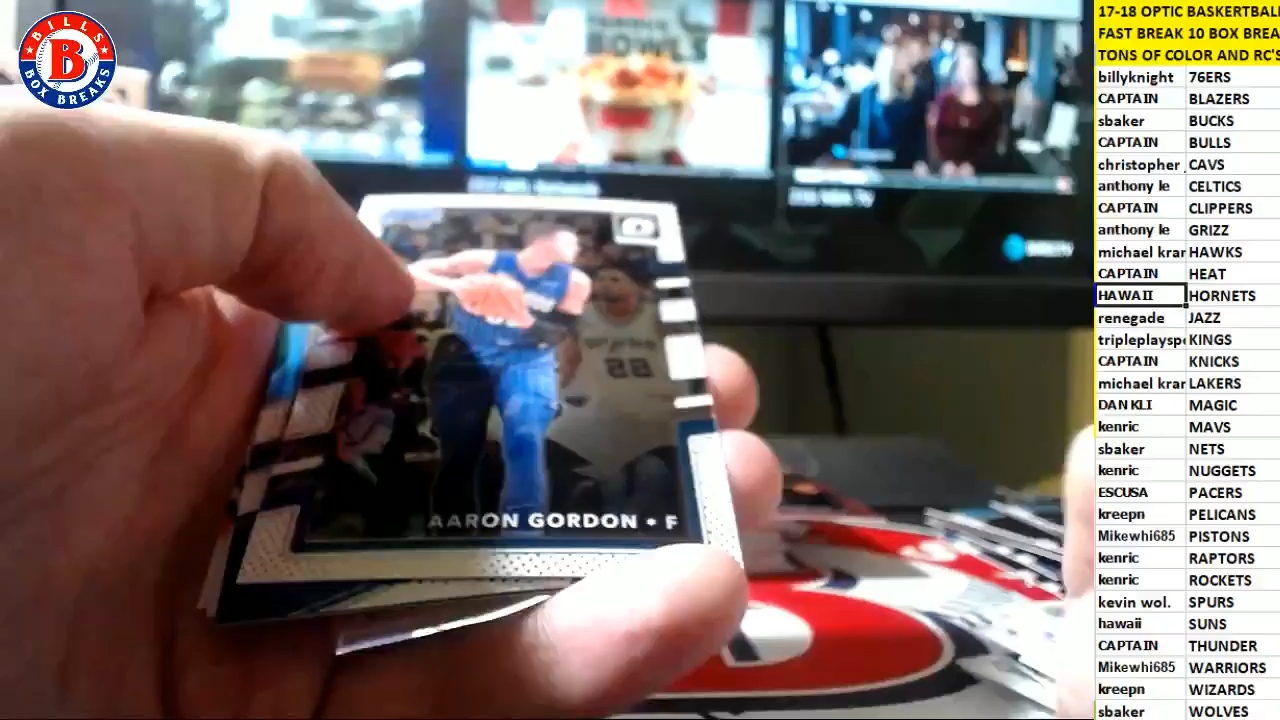 BILLS
B
BOX BREAKS
BOWLS
22
AARON GORDON • F
17-18 OPTIC BASKERTBALL
FAST BREAK 10 BOX BREA
TONS OF COLOR AND RC'S
billyknight 76ERS
CAPTAIN BLAZERS
sbaker BUCKS
CAPTAIN BULLS
christopher CAVS
anthony le CELTICS
CAPTAIN CLIPPERS
anthony le GRIZZ
michael krar HAWKS
CAPTAIN HEAT
HAWAII HORNETS
renegade JAZZ
tripleplayspo KINGS
CAPTAIN KNICKS
michael krar LAKERS
DAN KLI MAGIC
kenric MAVS
sbaker NETS
kenric NUGGETS
ESCUSA PACERS
kreepn PELICANS
Mikewhi685 PISTONS
kenric RAPTORS
kenric ROCKETS
kevin wol. SPURS
hawaii SUNS
CAPTAIN THUNDER
Mikewhi685 WARRIORS
kreepn WIZARDS
sbaker WOLVES